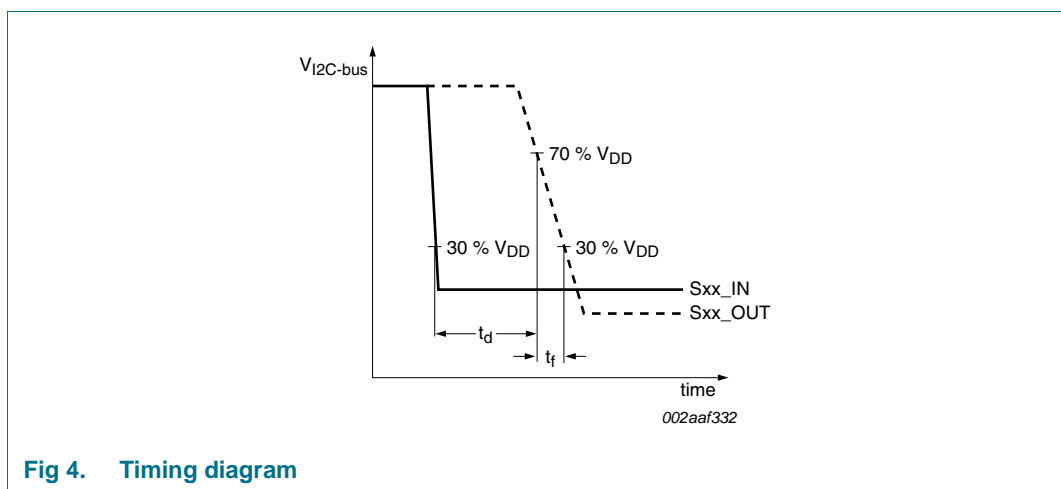 V_I2C-bus
70 % V_DD
30 % V_DD
30 % V_DD
Sxx_IN
Sxx_OUT
t_d
t_f
time
002aaf332
Fig 4. Timing diagram